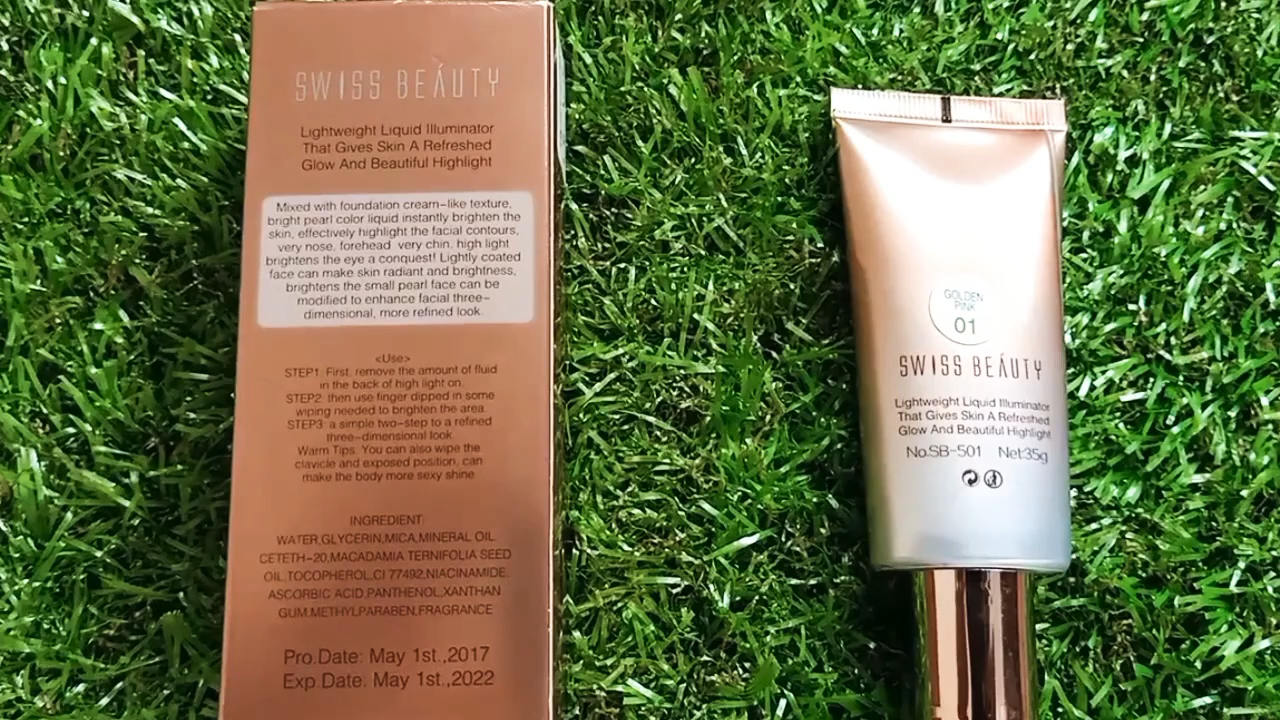 SWISS BEÁUTY
Lightweight Liquid Illuminator
That Gives Skin A Refreshed
Glow And Beautiful Highlight
Mixed with foundation cream-like texture,
bright pearl color liquid instantly brighten the
skin, effectively highlight the facial contours,
very nose, forehead very chin, high light
brightens the eye a conquest! Lightly coated
face can make skin radiant and brightness,
brightens the small pearl face can be
modified to enhance facial three-
dimensional, more refined look.
<Use>
STEP1: First, remove the amount of fluid
in the back of high light on.
STEP2: then use finger dipped in some
wiping needed to brighten the area.
STEP3: a simple two-step to a refined
three-dimensional look
Warm Tips: You can also wipe the
clavicle and exposed position, can
make the body more sexy shine
INGREDIENT:
WATER,GLYCERIN,MICA,MINERAL OIL.
CETETH-20,MACADAMIA TERNIFOLIA SEED
OIL,TOCOPHEROL,CI 77492,NIACINAMIDE.
ASCORBIC ACID,PANTHENOL,XANTHAN
GUM,METHYLPARABEN,FRAGRANCE
Pro.Date: May 1st.,2017
Exp.Date: May 1st.,2022
GOLDEN
PINK
01
SWISS BEÁUTY
Lightweight Liquid Illuminator
That Gives Skin A Refreshed
Glow And Beautiful Highlight
No.SB-501 Net:35g